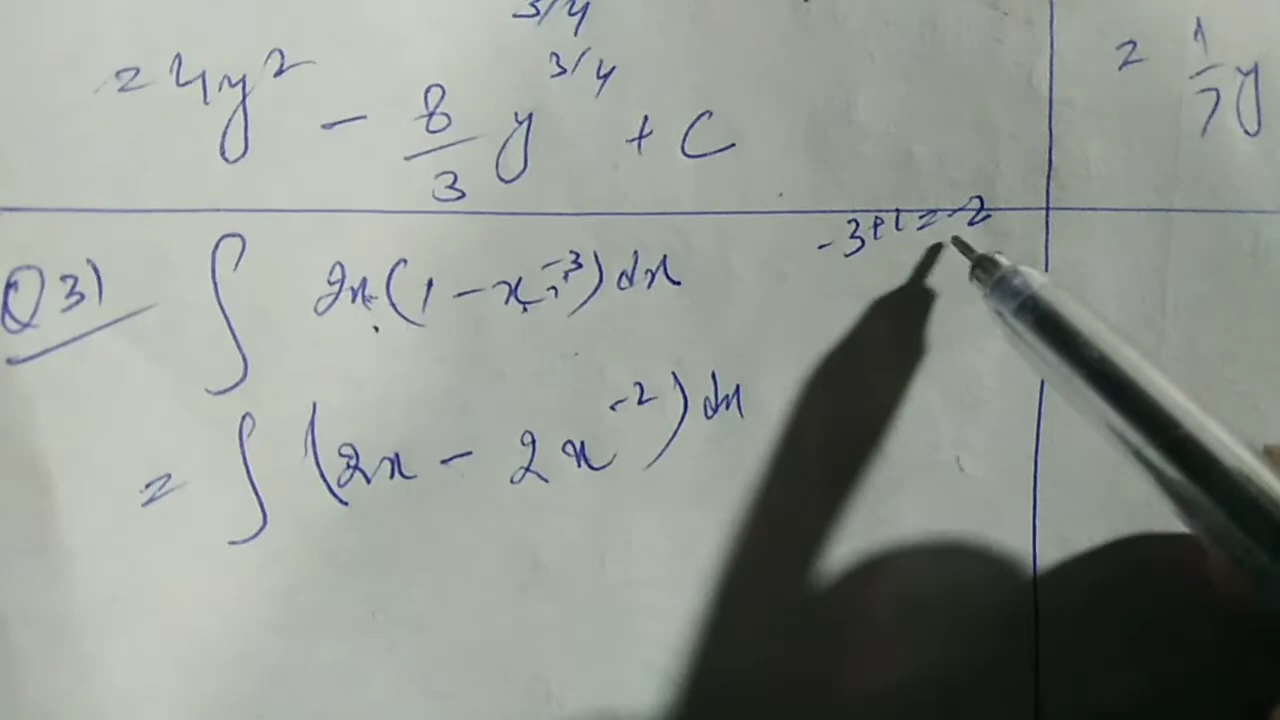 3/4
= 4y² - 8/3 y^3/4 + C
= 1/7 y
-3+1=-2
Q3) ∫ 2x(1-x⁻³)dx
= ∫ (2x - 2x⁻²)dx